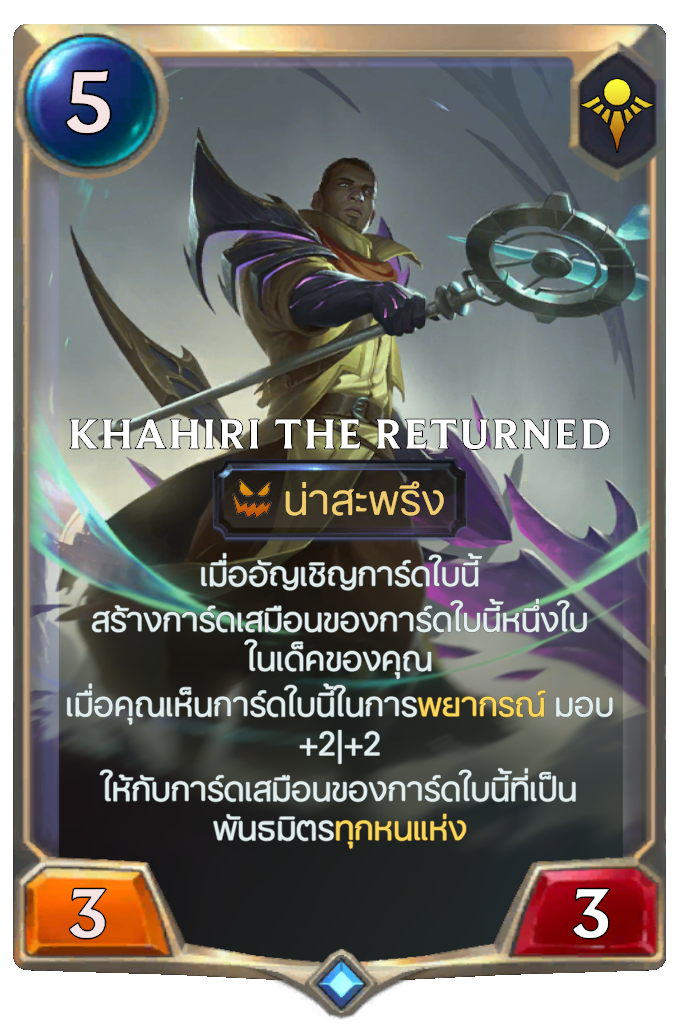 5
KHAHIRI THE RETURNED
น่าสะพรึง
เมื่ออัญเชิญการ์ดใบนี้
สร้างการ์ดเสมือนของการ์ดใบนี้หนึ่งใบ
ในเด็คของคุณ
เมื่อคุณเห็นการ์ดใบนี้ในการพยากรณ์ มอบ
+2|+2
ให้กับการ์ดเสมือนของการ์ดใบนี้ที่เป็น
พันธมิตรทุกหนแห่ง
3
3